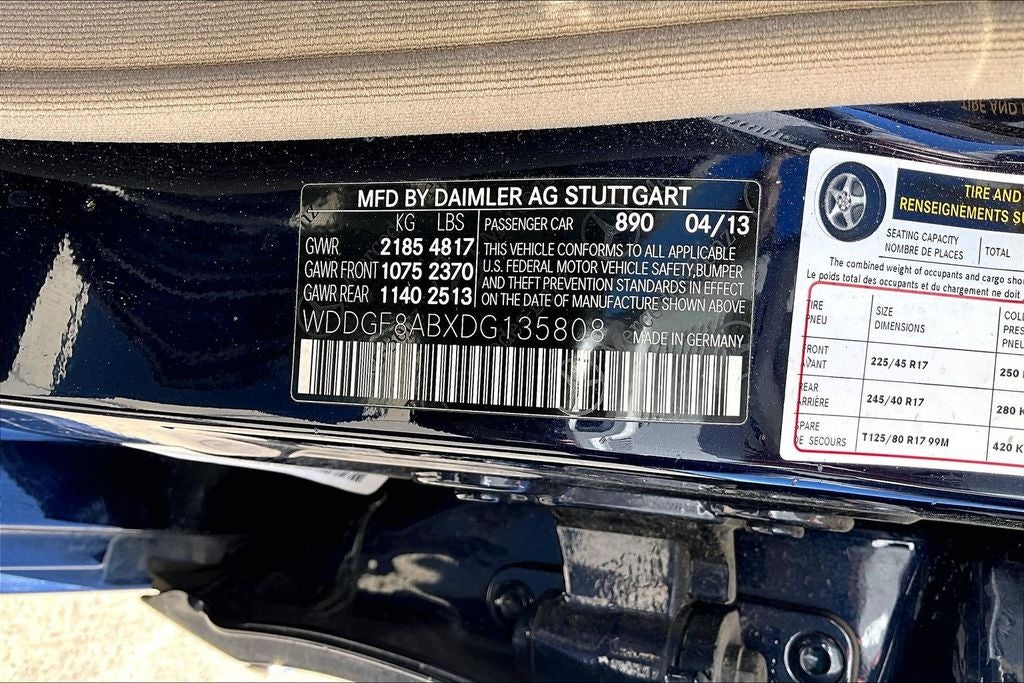 TIRE AND
MFD BY DAIMLER AG STUTTGART
KG LBS PASSENGER CAR 890 04/13
GVWR 2185 4817
GAWR FRONT 1075 2370
GAWR REAR 1140 2513
THIS VEHICLE CONFORMS TO ALL APPLICABLE
U.S. FEDERAL MOTOR VEHICLE SAFETY,BUMPER
AND THEFT PREVENTION STANDARDS IN EFFECT
ON THE DATE OF MANUFACTURE SHOWN ABOVE
WDDGF8ABXDG135808 MADE IN GERMANY
TIRE AND
RENSEIGNEMENTS
SEATING CAPACITY
NOMBRE DE PLACES
TOTAL
The combined weight of occupants and cargo
Le poids total des occupants et du chargement ne doit
TIRE
PNEU
SIZE
DIMENSIONS
FRONT
AVANT
225/45 R17
250
REAR
ARRIÈRE
245/40 R17
280 K
SPARE
DE SECOURS
T125/80 R17 99M
420 K